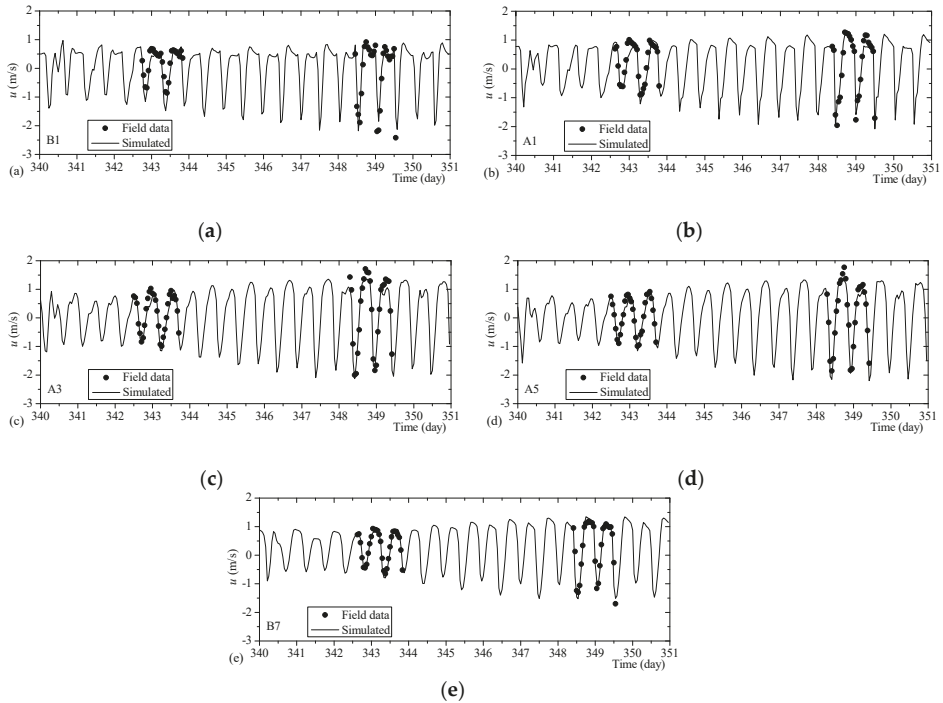 2
1
0
-1
-2
-3
u (m/s)
B1
Field data
Simulated
340 341 342 343 344 345 346 347 348 349 350 351
Time (day)
(a)
2
1
0
-1
-2
-3
u (m/s)
A1
Field data
Simulated
340 341 342 343 344 345 346 347 348 349 350 351
Time (day)
(b)
(a)
(b)
2
1
0
-1
-2
-3
u (m/s)
A3
Field data
Simulated
340 341 342 343 344 345 346 347 348 349 350 351
Time (day)
(c)
2
1
0
-1
-2
-3
u (m/s)
A5
Field data
Simulated
340 341 342 343 344 345 346 347 348 349 350 351
Time (day)
(d)
(c)
(d)
2
1
0
-1
-2
-3
u (m/s)
B7
Field data
Simulated
340 341 342 343 344 345 346 347 348 349 350 351
Time (day)
(e)
(e)